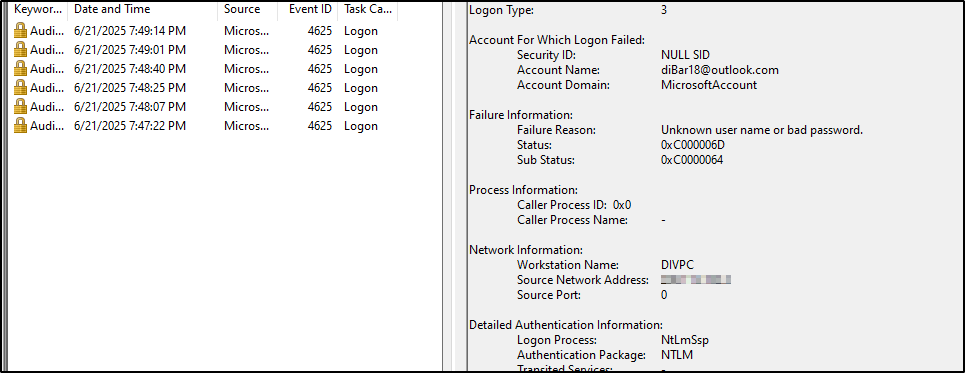 Keywor... Date and Time Source Event ID Task Ca...
Audi... 6/21/2025 7:49:14 PM Micros... 4625 Logon
Audi... 6/21/2025 7:49:01 PM Micros... 4625 Logon
Audi... 6/21/2025 7:48:40 PM Micros... 4625 Logon
Audi... 6/21/2025 7:48:25 PM Micros... 4625 Logon
Audi... 6/21/2025 7:48:07 PM Micros... 4625 Logon
Audi... 6/21/2025 7:47:22 PM Micros... 4625 Logon
Logon Type: 3
Account For Which Logon Failed:
Security ID: NULL SID
Account Name: diBar18@outlook.com
Account Domain: MicrosoftAccount
Failure Information:
Failure Reason: Unknown user name or bad password.
Status: 0xC000006D
Sub Status: 0xC0000064
Process Information:
Caller Process ID: 0x0
Caller Process Name: -
Network Information:
Workstation Name: DIVPC
Source Network Address:
Source Port: 0
Detailed Authentication Information:
Logon Process: NtLmSsp
Authentication Package: NTLM
Transited Services: -